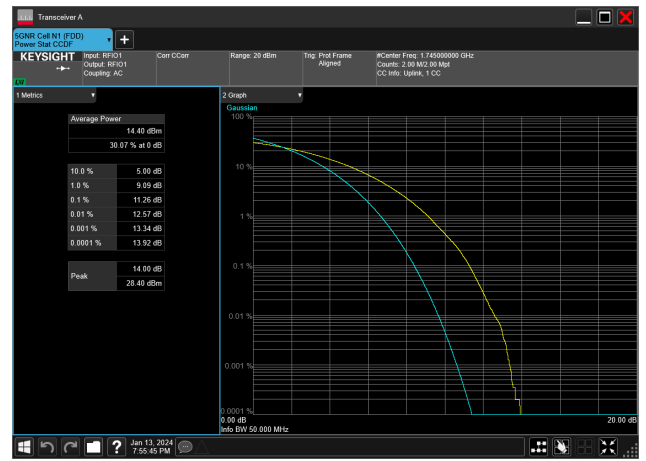 Transceiver A
5GNR Cell N1 (FDD)
Power Stat CCDF
KEYSIGHT
LXI
Input: RFIO1
Output: RFIO1
Coupling: AC
Corr CCorr
Range: 20 dBm
Trig: Prot Frame
Aligned
#Center Freq: 1.745000000 GHz
Counts: 2.00 M/2.00 Mpt
CC Info: Uplink, 1 CC
1 Metrics
Average Power
14.40 dBm
30.07 % at 0 dB
10.0 % 5.00 dB
1.0 % 9.09 dB
0.1 % 11.26 dB
0.01 % 12.57 dB
0.001 % 13.34 dB
0.0001 % 13.92 dB
Peak
14.00 dB
28.40 dBm
2 Graph
Gaussian
100 %
10 %
1 %
0.1 %
0.01 %
0.001 %
0.0001 %
0.00 dB
20.00 dB
Info BW 50.000 MHz
Jan 13, 2024
7:55:45 PM